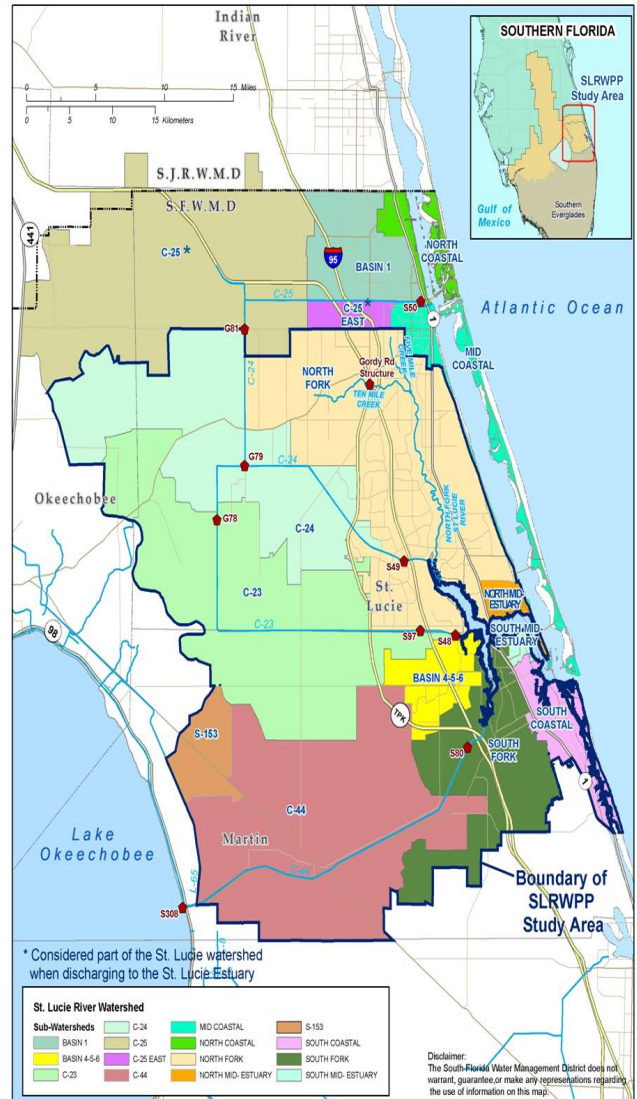 Indian
River
0 5 10 15 Miles
0 5 10 15 Kilometers
SOUTHERN FLORIDA
SLRWPP
Study Area
Gulf of
Mexico
Southern
Everglades
S.J.R.W.M.D
S.F.W.M.D
441
C-25 *
95
BASIN 1
NORTH
COASTAL
C-25
C-25 *
EAST
S50
1
Atlantic Ocean
G81
MID
COASTAL
C-24
NORTH
FORK
Gordy Rd
Structure
FIVE MILE
CREEK
TEN MILE
CREEK
G79
C-24
Okeechobee
G78
C-24
NORTH FORK
ST LUCIE
RIVER
S49
C-23
St.
Lucie
NORTH MID-
ESTUARY
98
C-23
S97
S48
SOUTH MID-
ESTUARY
BASIN 4-5-6
SOUTH
COASTAL
TPK
S-153
S80
SOUTH
FORK
1
C-44
Lake
Okeechobee
Martin
L-65
C-44
S308
Boundary of
SLRWPP
Study Area
* Considered part of the St. Lucie watershed
when discharging to the St. Lucie Estuary
St. Lucie River Watershed
Sub-Watersheds
BASIN 1
BASIN 4-5-6
C-23
C-24
C-25
C-25 EAST
C-44
MID COASTAL
NORTH COASTAL
NORTH FORK
NORTH MID- ESTUARY
S-153
SOUTH COASTAL
SOUTH FORK
SOUTH MID- ESTUARY
Disclaimer:
The South Florida Water Management District does not
warrant, guarantee,or make any represenations regarding
the use of information on this map.